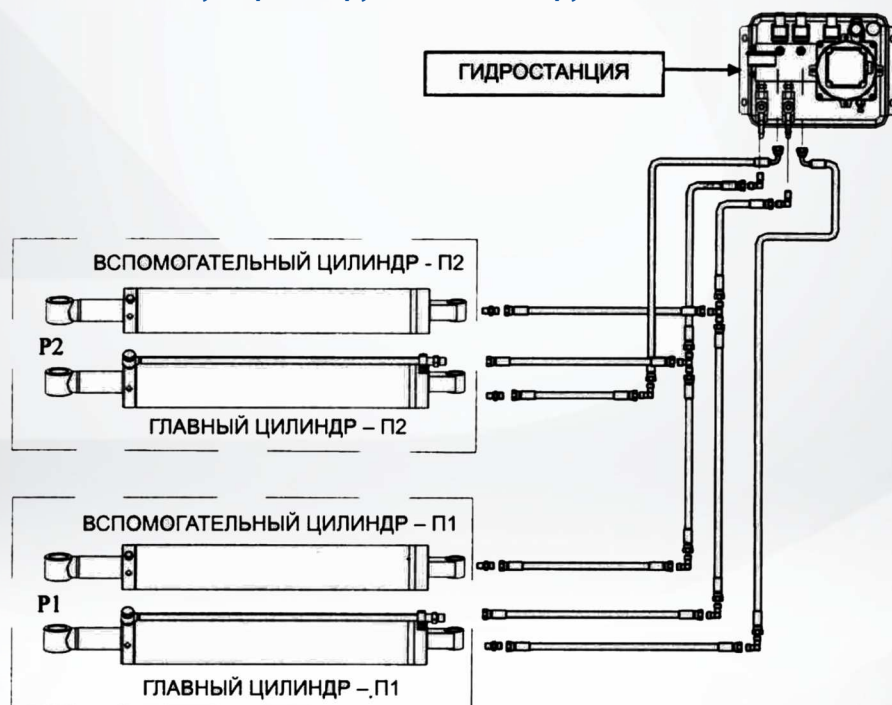 ГИДРОСТАНЦИЯ
ВСПОМОГАТЕЛЬНЫЙ ЦИЛИНДР - П2
P2
ГЛАВНЫЙ ЦИЛИНДР – П2
ВСПОМОГАТЕЛЬНЫЙ ЦИЛИНДР – П1
P1
ГЛАВНЫЙ ЦИЛИНДР – П1